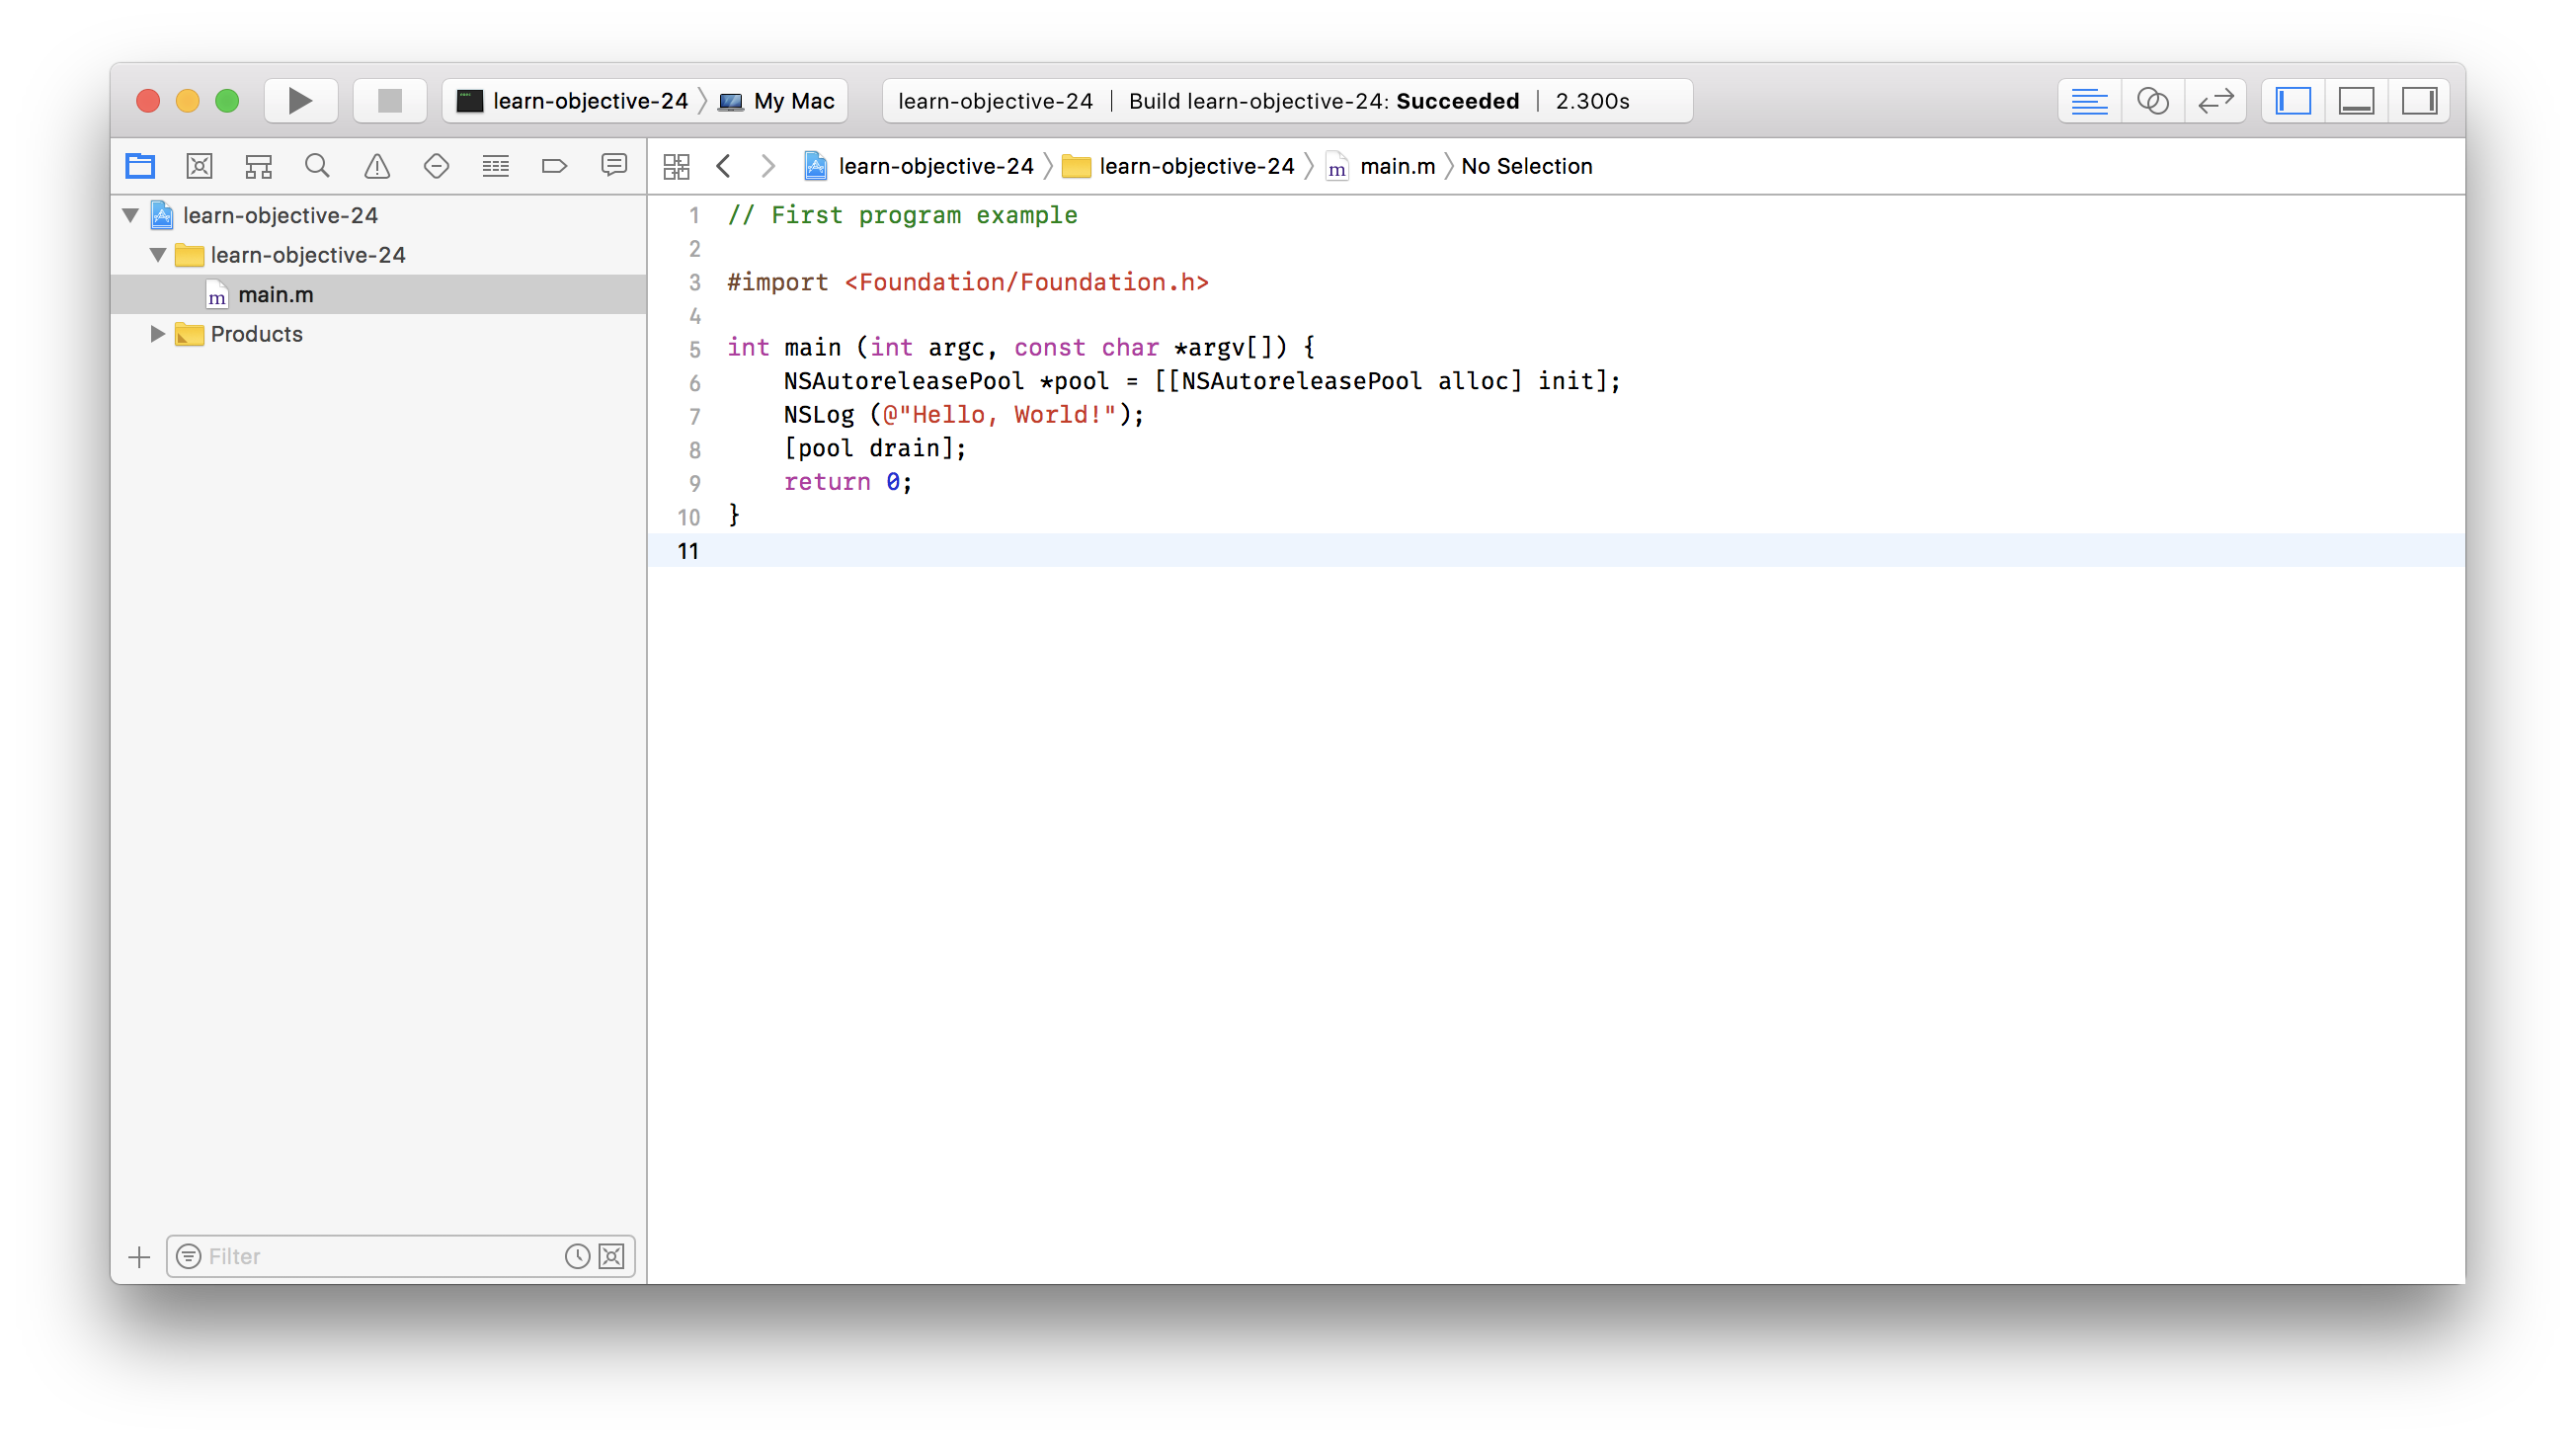 learn-objective-24 My Mac learn-objective-24 | Build learn-objective-24: Succeeded | 2.300s
learn-objective-24 learn-objective-24 m main.m No Selection
learn-objective-24
learn-objective-24
m main.m
Products
1 // First program example
2
3 #import <Foundation/Foundation.h>
4
5 int main (int argc, const char *argv[]) {
6 NSAutoreleasePool *pool = [[NSAutoreleasePool alloc] init];
7 NSLog (@"Hello, World!");
8 [pool drain];
9 return 0;
10 }
11
Filter